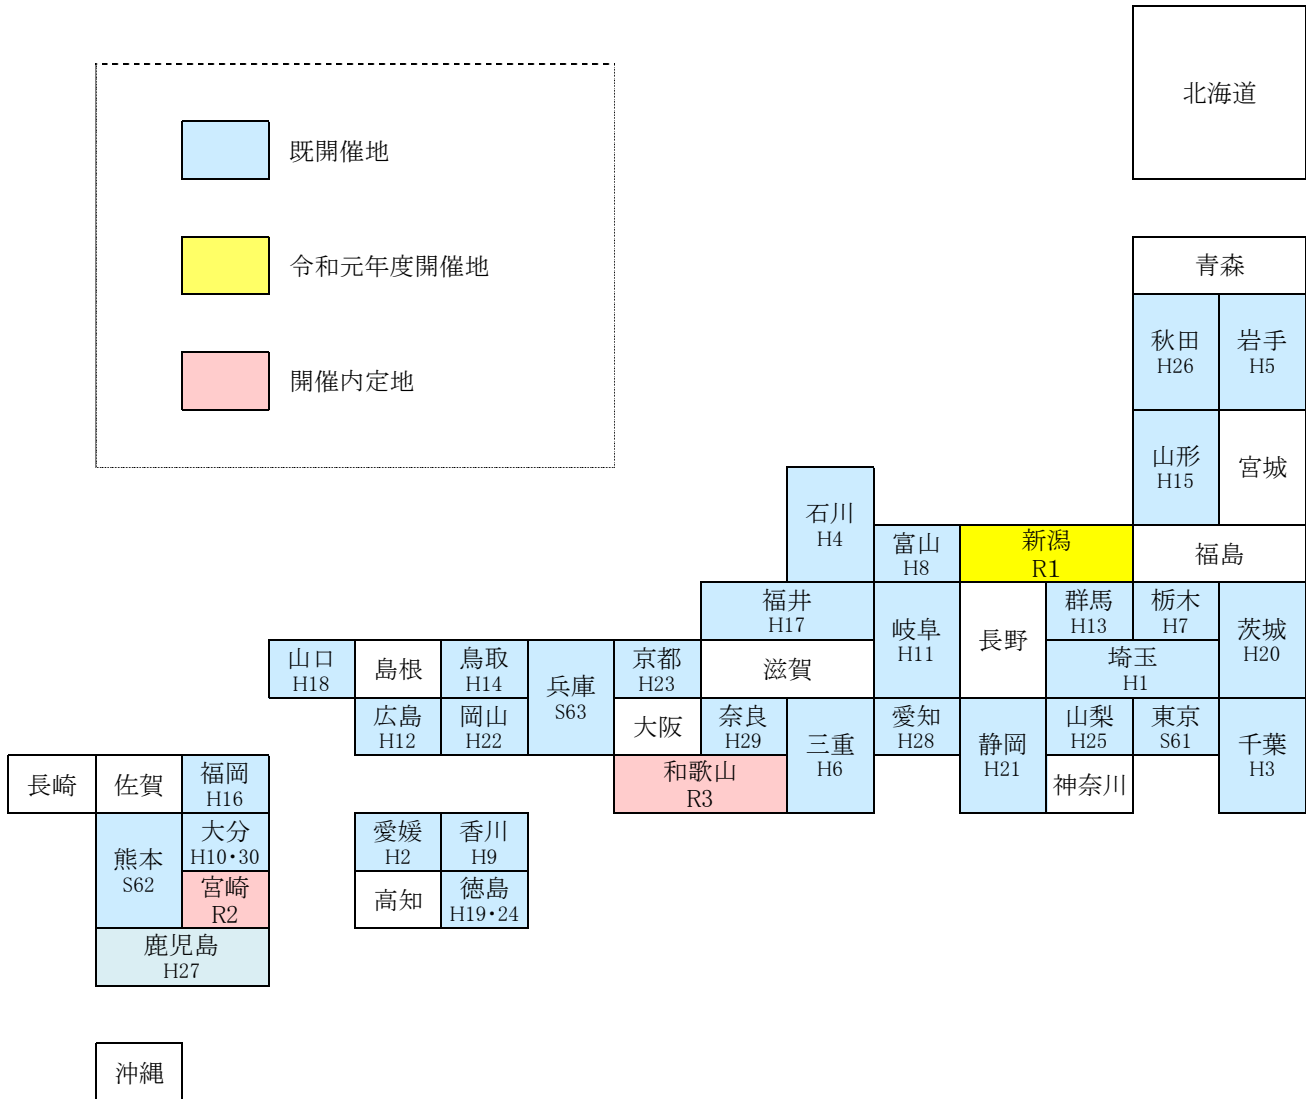 北海道
既開催地
令和元年度開催地
開催内定地
青森
秋田
H26
岩手
H5
山形
H15
宮城
石川
H4
富山
H8
新潟
R1
福島
福井
H17
岐阜
H11
長野
群馬
H13
栃木
H7
茨城
H20
山口
H18
島根
鳥取
H14
兵庫
S63
京都
H23
滋賀
埼玉
H1
広島
H12
岡山
H22
大阪
奈良
H29
三重
H6
愛知
H28
静岡
H21
山梨
H25
東京
S61
千葉
H3
長崎
佐賀
福岡
H16
和歌山
R3
神奈川
熊本
S62
大分
H10・30
愛媛
H2
香川
H9
宮崎
R2
高知
徳島
H19・24
鹿児島
H27
沖縄